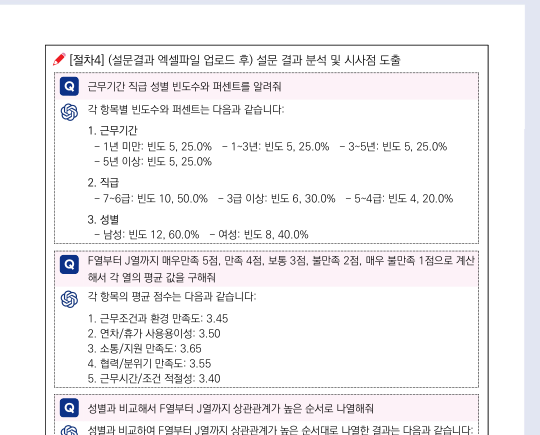 [절차4] (설문결과 엑셀파일 업로드 후) 설문 결과 분석 및 시사점 도출
Q 근무기간 직급 성별 빈도수와 퍼센트를 알려줘
각 항목별 빈도수와 퍼센트는 다음과 같습니다:
1. 근무기간
– 1년 미만: 빈도 5, 25.0% – 1~3년: 빈도 5, 25.0% – 3~5년: 빈도 5, 25.0%
– 5년 이상: 빈도 5, 25.0%
2. 직급
– 7~6급: 빈도 10, 50.0% – 3급 이상: 빈도 6, 30.0% – 5~4급: 빈도 4, 20.0%
3. 성별
– 남성: 빈도 12, 60.0% – 여성: 빈도 8, 40.0%
Q F열부터 J열까지 매우만족 5점, 만족 4점, 보통 3점, 불만족 2점, 매우 불만족 1점으로 계산
해서 각 열의 평균 값을 구해줘
각 항목의 평균 점수는 다음과 같습니다:
1. 근무조건과 환경 만족도: 3.45
2. 연차/휴가 사용용이성: 3.50
3. 소통/지원 만족도: 3.65
4. 협력/분위기 만족도: 3.55
5. 근무시간/조건 적절성: 3.40
Q 성별과 비교해서 F열부터 J열까지 상관관계가 높은 순서로 나열해줘
성별과 비교하여 F열부터 J열까지 상관관계가 높은 순서대로 나열한 결과는 다음과 같습니다: